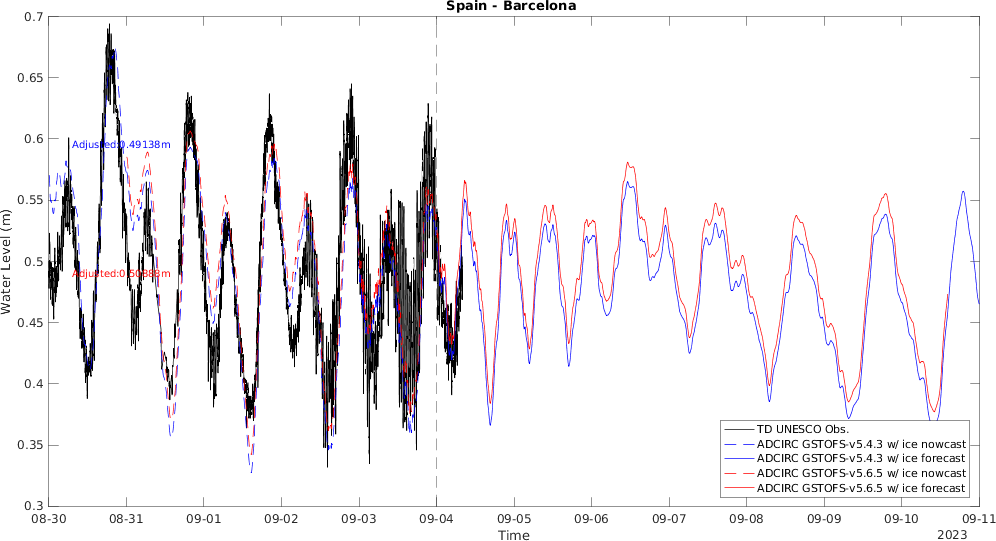 Spain - Barcelona
0.7
0.65
0.6
0.55
0.5
0.45
0.4
0.35
0.3
Water Level (m)
Adjusted:0.49138m
TD UNESCO Obs.
ADCIRC GSTOFS-v5.4.3 w/ ice nowcast
ADCIRC GSTOFS-v5.4.3 w/ ice forecast
ADCIRC GSTOFS-v5.6.5 w/ ice nowcast
ADCIRC GSTOFS-v5.6.5 w/ ice forecast
08-30 08-31 09-01 09-02 09-03 09-04 09-05 09-06 09-07 09-08 09-09 09-10 09-11
Time
2023